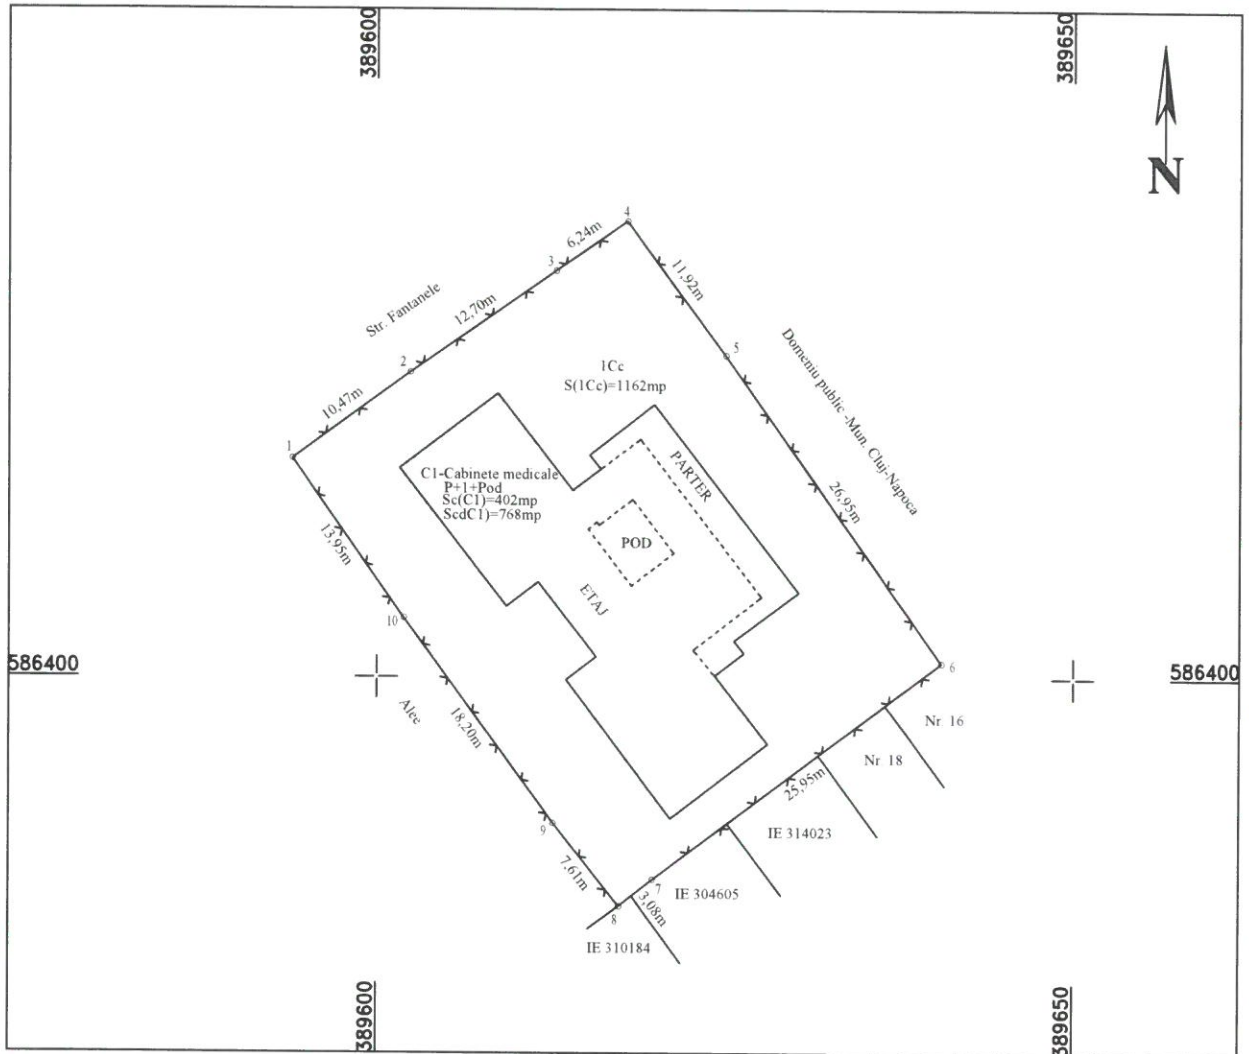 389600
389650
N
4
6,24m
3
11,92m
Str. Fantanele
12,70m
2
5
Domeniu public -Mun. Cluj-Napoca
1Cc
S(1Cc)=1162mp
10,47m
1
PARTER
C1-Cabinete medicale
P+1+Pod
Sc(C1)=402mp
ScdC1)=768mp
26,95m
13,95m
POD
ETAJ
10
586400
586400
6
Alee
18,20m
Nr 16
Nr 18
25,95m
9
IE 314023
7,61m
7
IE 304605
3,08m
8
IE 310184
389600
389650